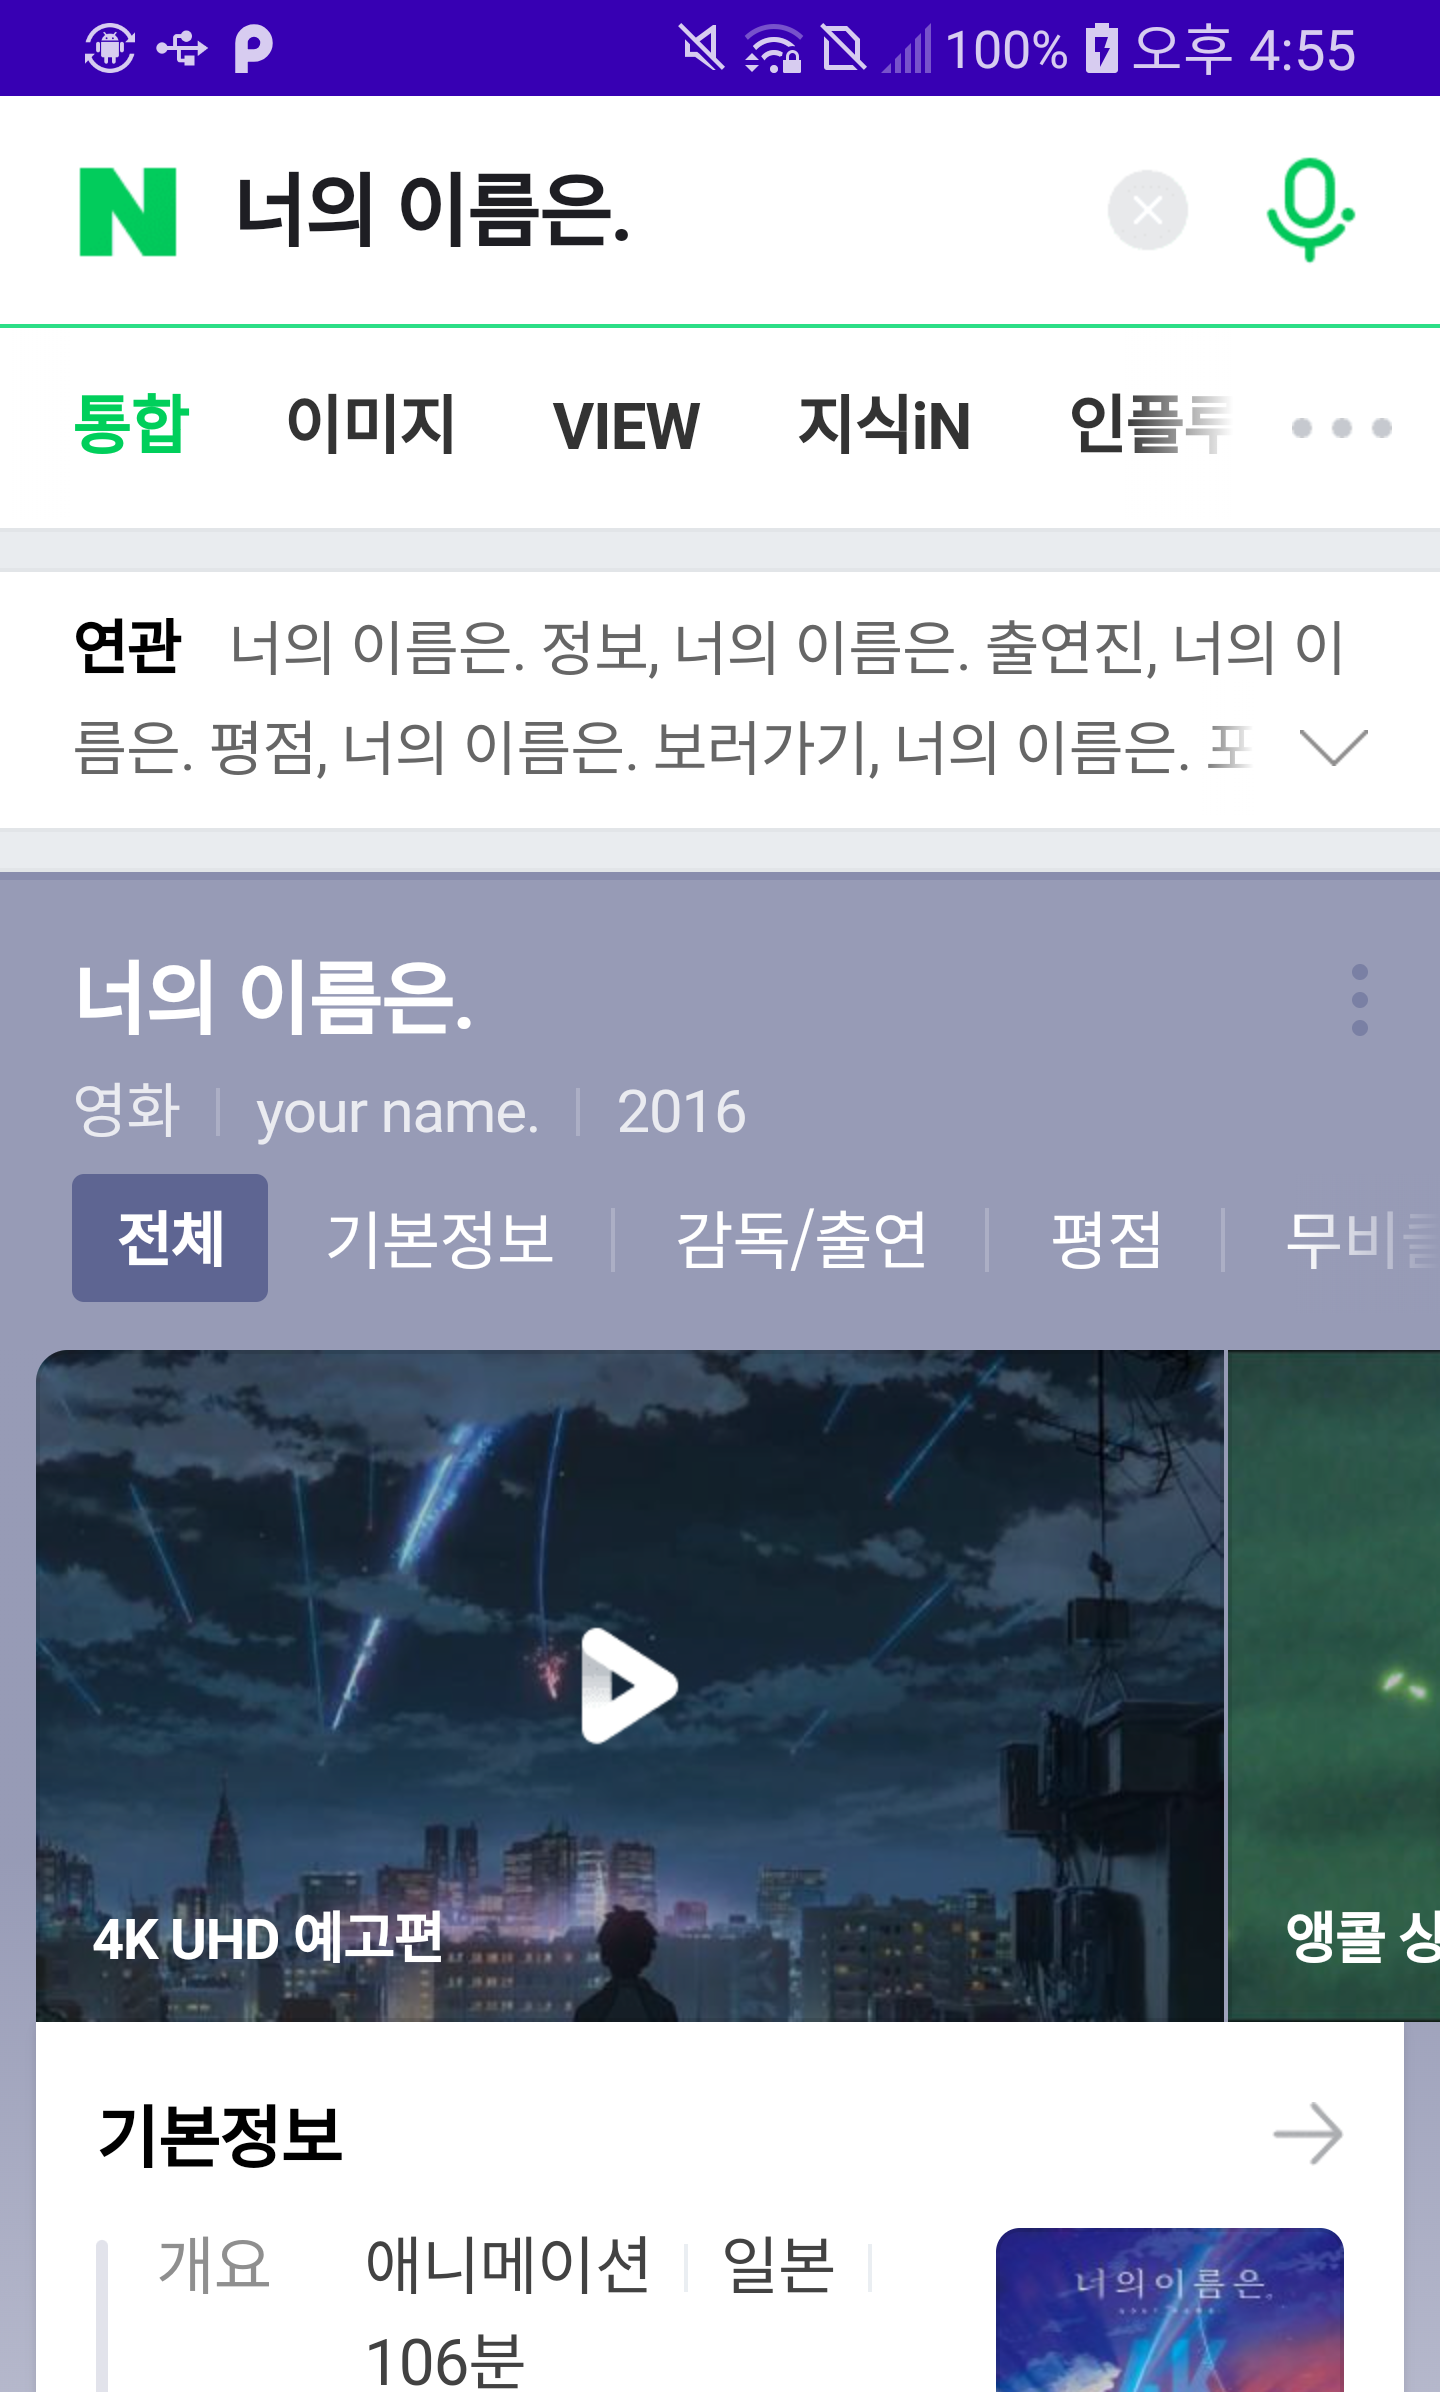 100% 오후 4:55
N 너의 이름은.
통합 이미지 VIEW 지식iN 인플루
연관 너의 이름은. 정보, 너의 이름은. 출연진, 너의 이
름은. 평점, 너의 이름은. 보러가기, 너의 이름은. 포
너의 이름은.
영화 your name. 2016
전체 기본정보 감독/출연 평점 무비클
4K UHD 예고편
앵콜 상
기본정보
개요 애니메이션 일본
106분
너의이름은.